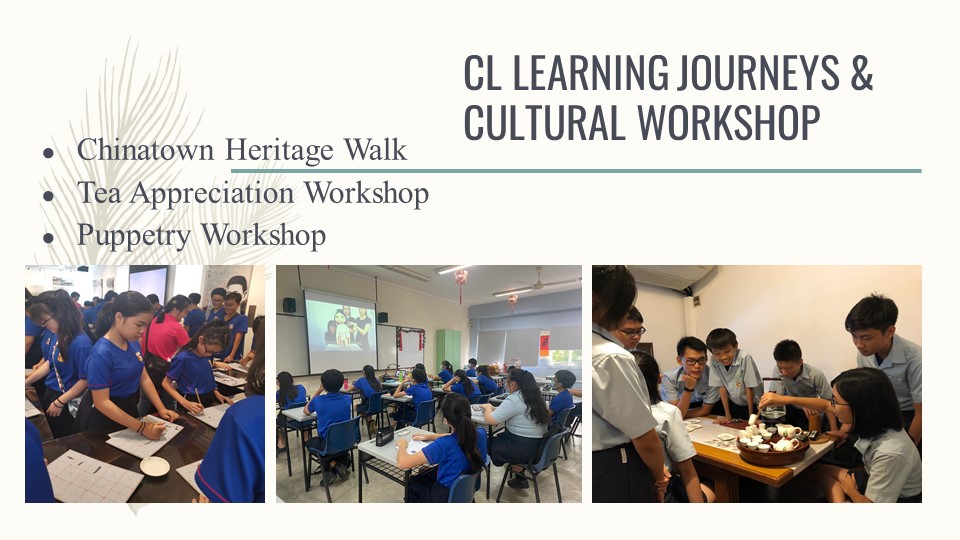 CL LEARNING JOURNEYS &
CULTURAL WORKSHOP
● Chinatown Heritage Walk
● Tea Appreciation Workshop
● Puppetry Workshop